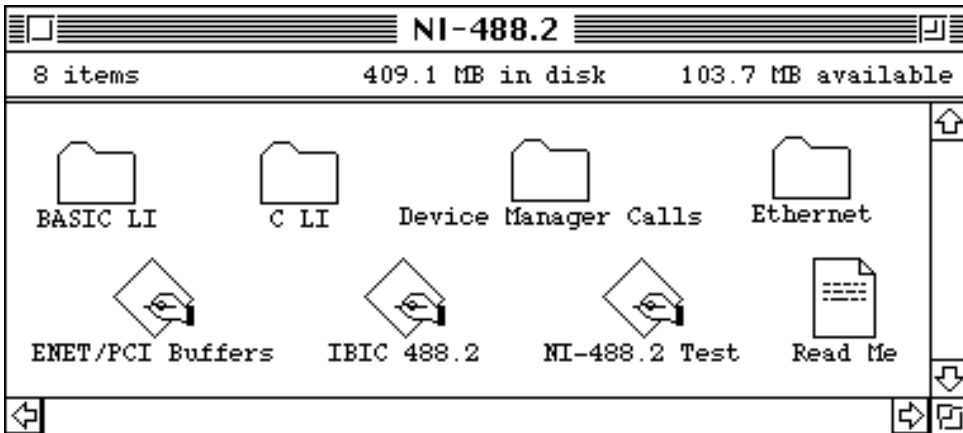 NI-488.2
8 items 409.1 MB in disk 103.7 MB available
BASIC LI C LI Device Manager Calls Ethernet
ENET/PCI Buffers IBIC 488.2 NI-488.2 Test Read Me